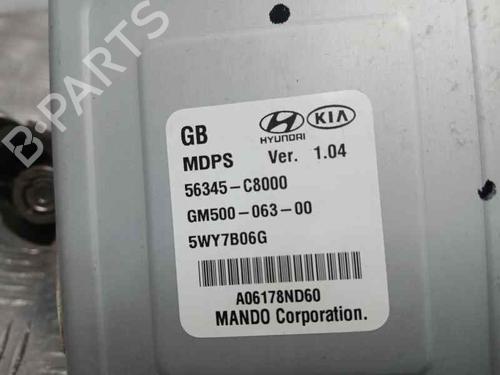 B-PARTS
GB HYUNDAI KIA
MDPS Ver. 1.04
56345-C8000
GM500-063-00
5WY7B06G
A06178ND60
MANDO Corporation.